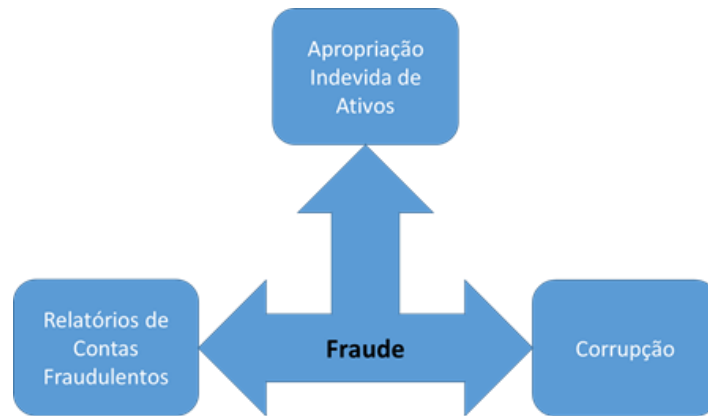 Apropriação
Indevida de
Ativos
Relatórios de
Contas
Fraudulentos
Fraude
Corrupção